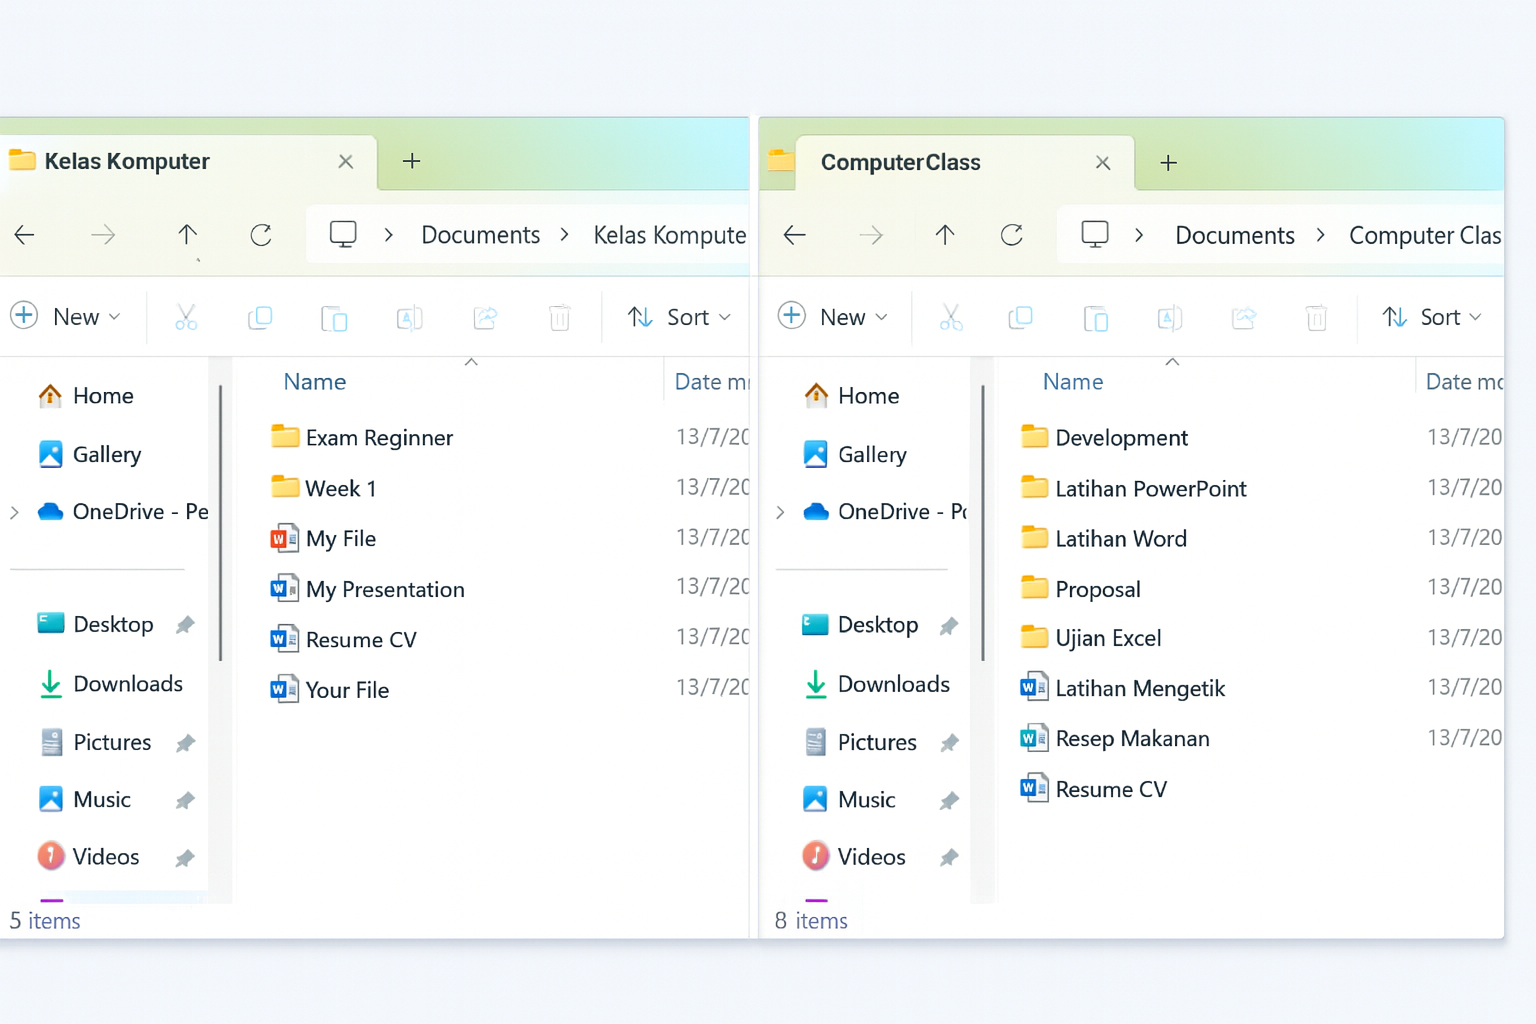 Kelas Komputer
Documents > Kelas Kompute
New
Sort
Name
Date m
Home
Gallery
OneDrive - Pe
Desktop
Downloads
Pictures
Music
Videos
Exam Reginner 13/7/20
Week 1 13/7/20
My File 13/7/20
My Presentation 13/7/20
Resume CV 13/7/20
Your File 13/7/20
5 items
ComputerClass
Documents > Computer Clas
New
Sort
Name
Date mo
Home
Gallery
OneDrive - P
Desktop
Downloads
Pictures
Music
Videos
Development 13/7/20
Latihan PowerPoint 13/7/20
Latihan Word 13/7/20
Proposal 13/7/20
Ujian Excel 13/7/20
Latihan Mengetik 13/7/20
Resep Makanan 13/7/20
Resume CV
8 items